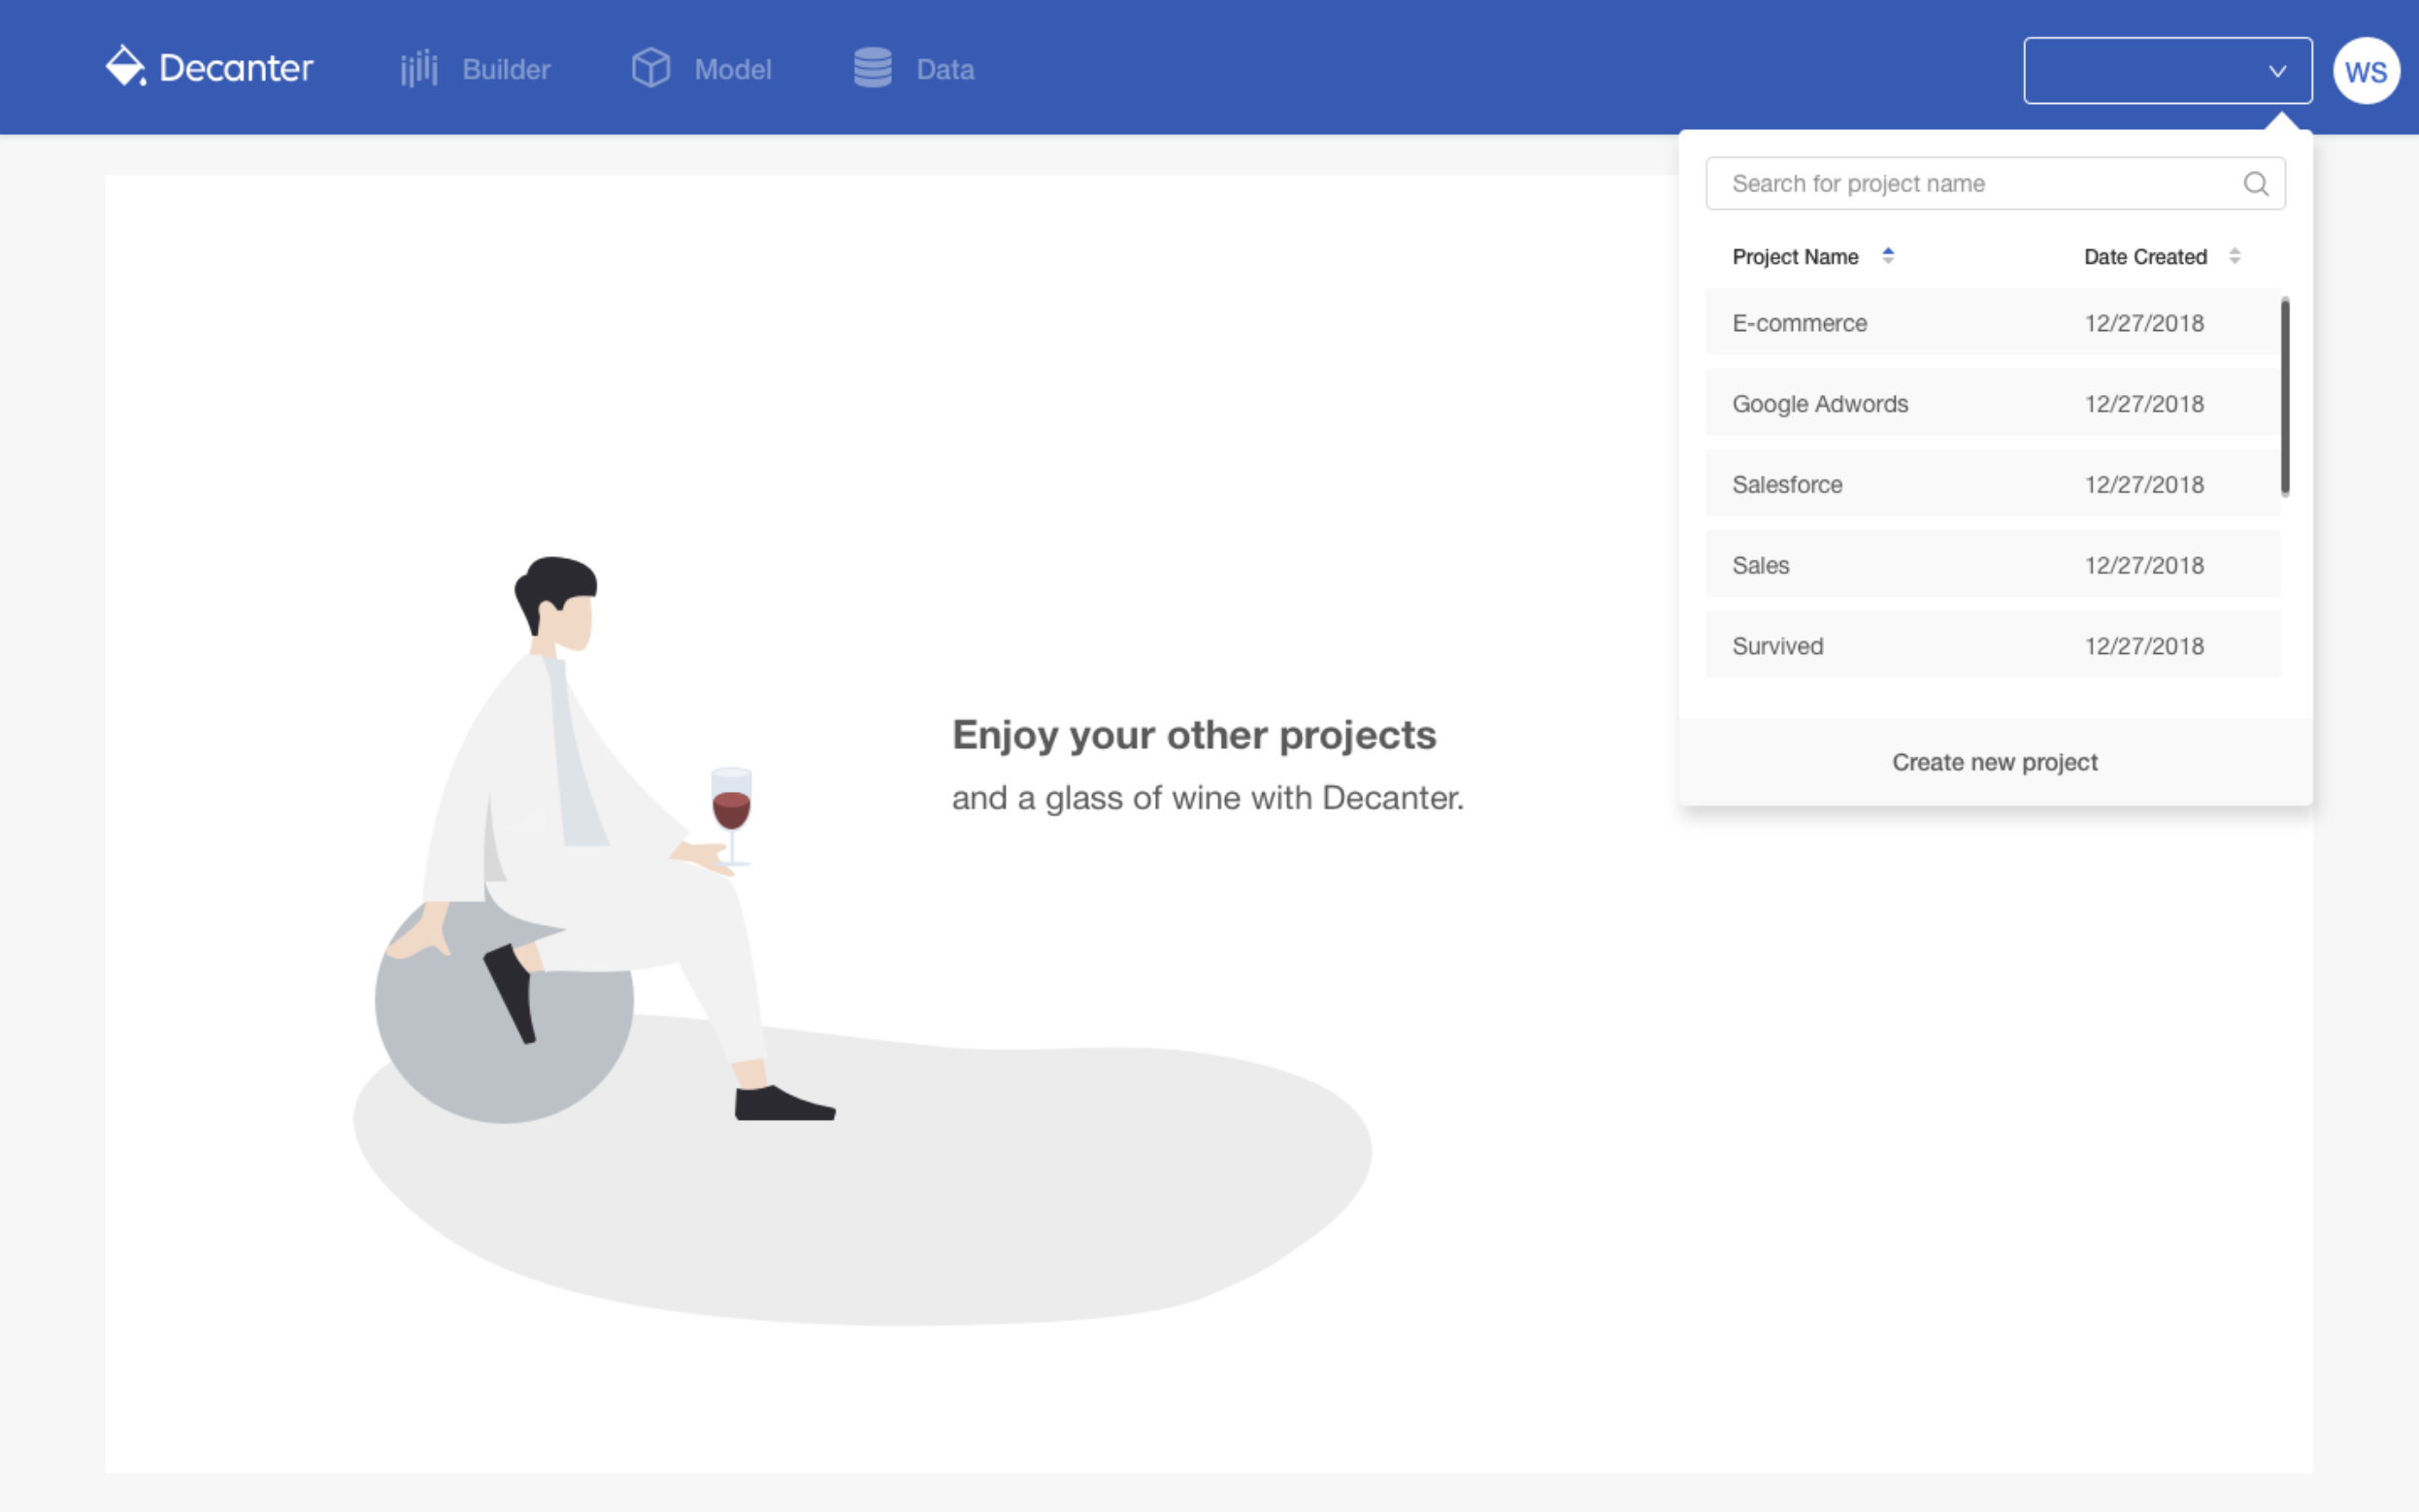 Decanter
Builder
Model
Data
WS
Search for project name
Project Name Date Created
E-commerce 12/27/2018
Google Adwords 12/27/2018
Salesforce 12/27/2018
Sales 12/27/2018
Survived 12/27/2018
Create new project
Enjoy your other projects
and a glass of wine with Decanter.